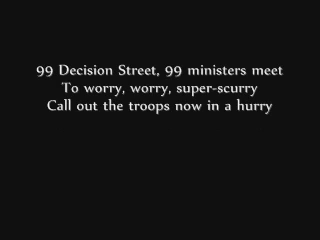 99 Decision Street, 99 ministers meet
To worry, worry, super-scurry
Call out the troops now in a hurry